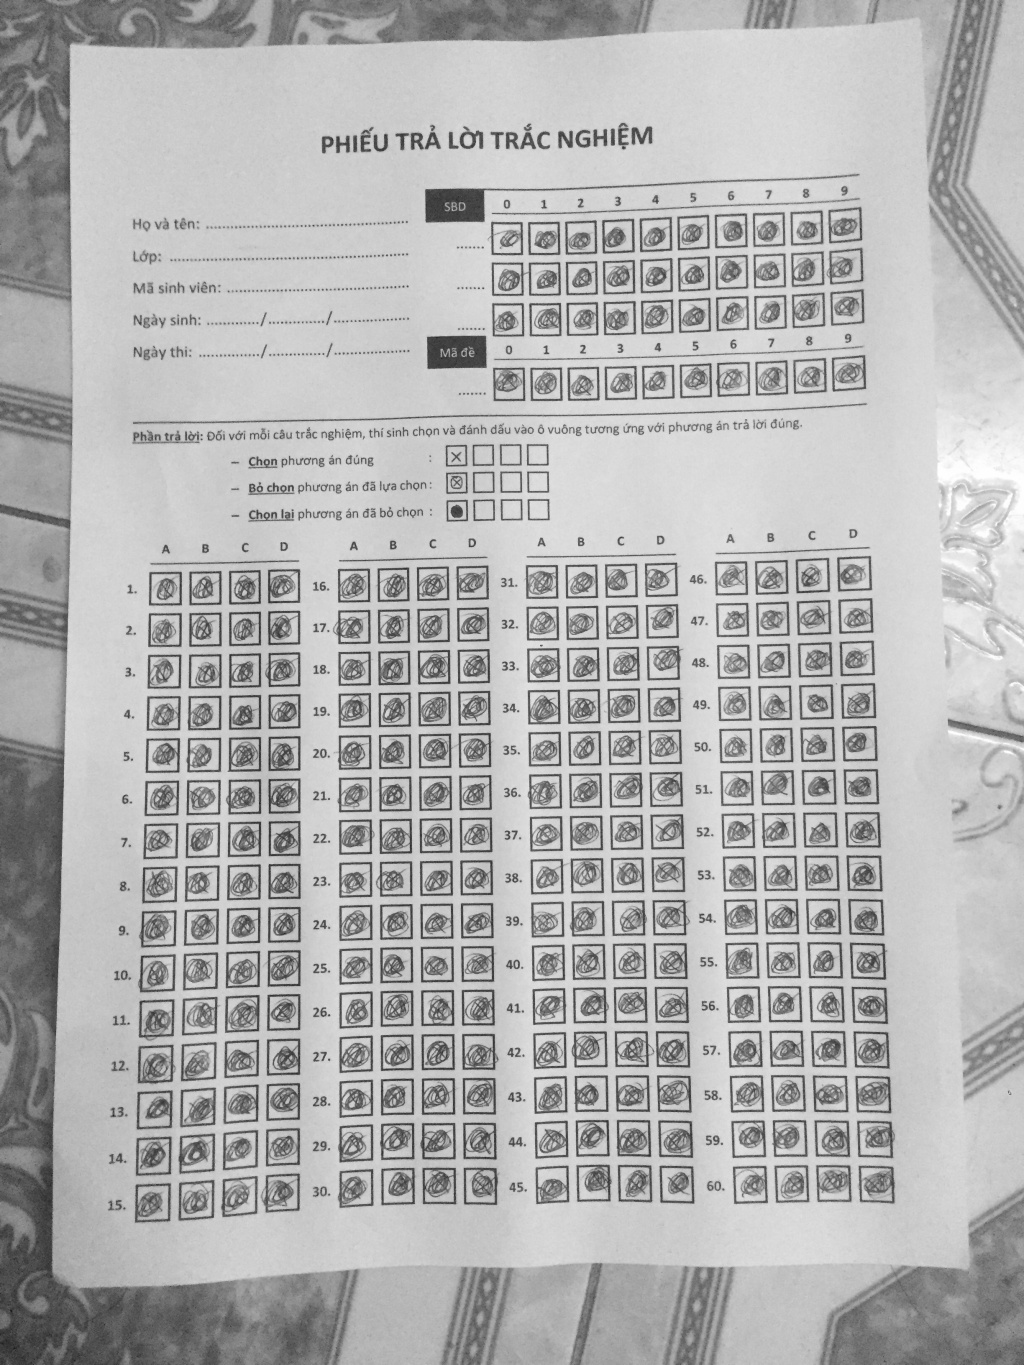 PHIẾU TRẢ LỜI TRẮC NGHIỆM
SBD 0 1 2 3 4 5 6 7 8 9
Họ và tên: ............................................
Lớp: ............................................
Mã sinh viên: ............................................
Ngày sinh: ............./............../...................
Ngày thi: ............./............../...................
Mã đề 0 1 2 3 4 5 6 7 8 9
Phần trả lời: Đối với mỗi câu trắc nghiệm, thí sinh chọn và đánh dấu vào ô vuông tương ứng với phương án trả lời đúng.
– Chọn phương án đúng :
– Bỏ chọn phương án đã lựa chọn :
– Chọn lại phương án đã bỏ chọn :
A B C D A B C D A B C D A B C D
1. 16. 31. 46.
2. 17. 32. 47.
3. 18. 33. 48.
4. 19. 34. 49.
5. 20. 35. 50.
6. 21. 36. 51.
7. 22. 37. 52.
8. 23. 38. 53.
9. 24. 39. 54.
10. 25. 40. 55.
11. 26. 41. 56.
12. 27. 42. 57.
13. 28. 43. 58.
14. 29. 44. 59.
15. 30. 45. 60.